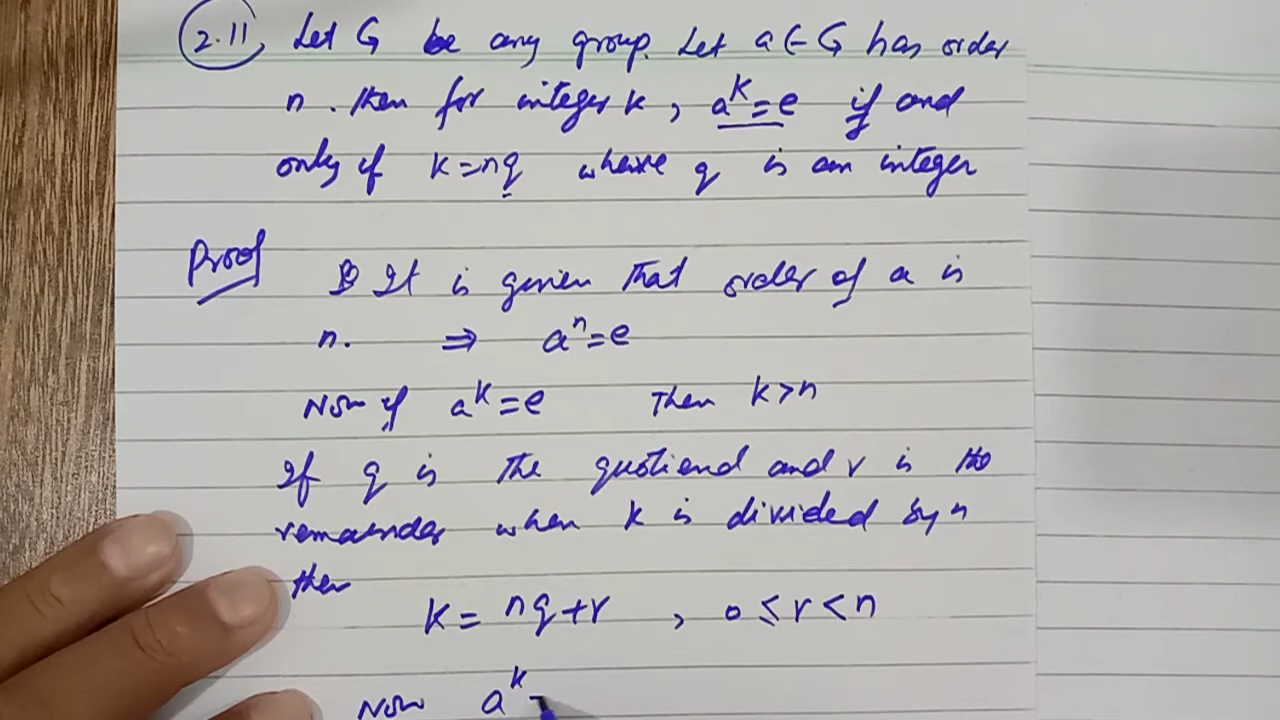 2.11, Let G be any group. Let a ∈ G has order
n. then for integer k, a^k = e if and
only if k = nq where q is an integer
Proof It is given that order of a is
n. ⇒ a^n = e
Now if a^k = e Then k > n
If q is the quotiend and r is the
remainder when k is divided by n
then
k = nq + r , 0 ≤ r < n
Now a^k =